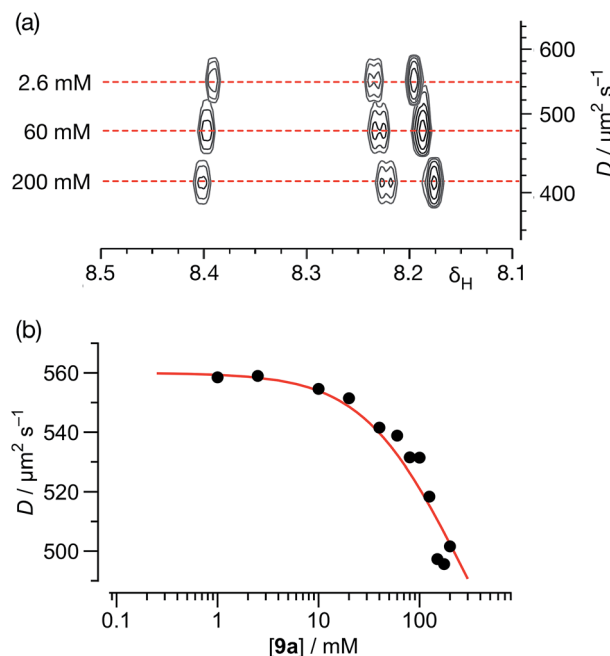 (a)
2.6 mM
60 mM
200 mM
600
500
400
D / μm² s⁻¹
8.5 8.4 8.3 8.2 8.1
δH
(b)
560
540
520
500
D / μm² s⁻¹
0.1 1 10 100
[9a] / mM